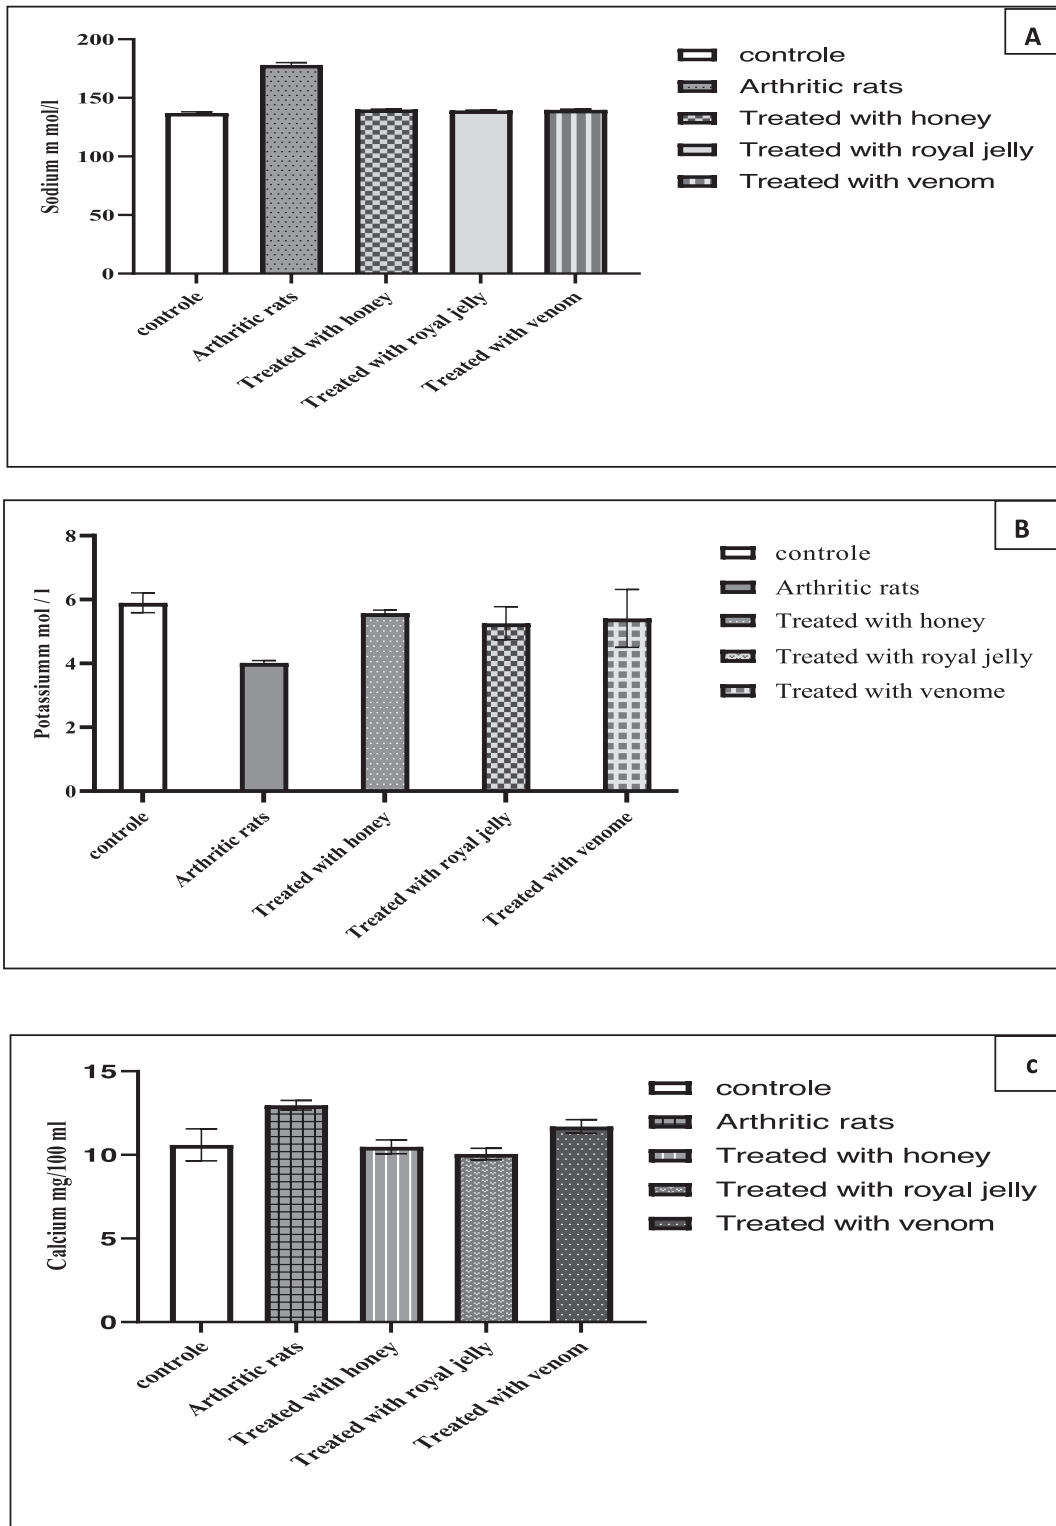 A
200
150
100
50
0
Sodium m mol/l
controle
Arthritic rats
Treated with honey
Treated with royal jelly
Treated with venom
controle
Arthritic rats
Treated with honey
Treated with royal jelly
Treated with venom
B
8
6
4
2
0
Potassiumm mol / l
controle
Arthritic rats
Treated with honey
Treated with royal jelly
Treated with venome
controle
Arthritic rats
Treated with honey
Treated with royal jelly
Treated with venome
c
15
10
5
0
Calcium mg/100 ml
controle
Arthritic rats
Treated with honey
Treated with royal jelly
Treated with venom
controle
Arthritic rats
Treated with honey
Treated with royal jelly
Treated with venom